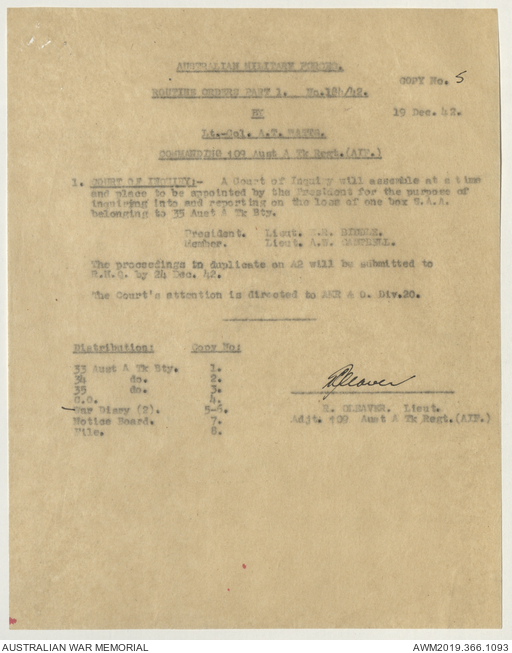 AUSTRALIAN MILITARY FORCES.
COPY No. 5
ROUTINE ORDERS PART 1. No.184/42.
19 Dec. 42.
BY
Lt.-Col. A.T. 
COMMANDING 109 Aust A Tk Regt.(AIF.)
1. COURT OF INQUIRY:- A Court of Inquiry will assemble at a time
and place to be appointed by the President for the purpose of
inquiring into and reporting on the loss of one box S.A.A.
belonging to 35 Aust A Tk Bty.
President. Lieut.
Member. Lieut.
The proceedings in duplicate on A2 will be submitted to
R.H.Q. by 24 Dec. 42.
The Court's attention is directed to AMR & O. Div.20.
Distribution: Copy No:
33 Aust A Tk Bty. 1.
34 do. 2.
35 do. 3.
C.O. 4.
War Diary (2). 5-6.
Notice Board. 7.
File. 8.
Cleaver
CLEAVER. Lieut.
Adjt. 109 Aust A Tk Regt.(AIF)
AUSTRALIAN WAR MEMORIAL
AWM2019.366.1093